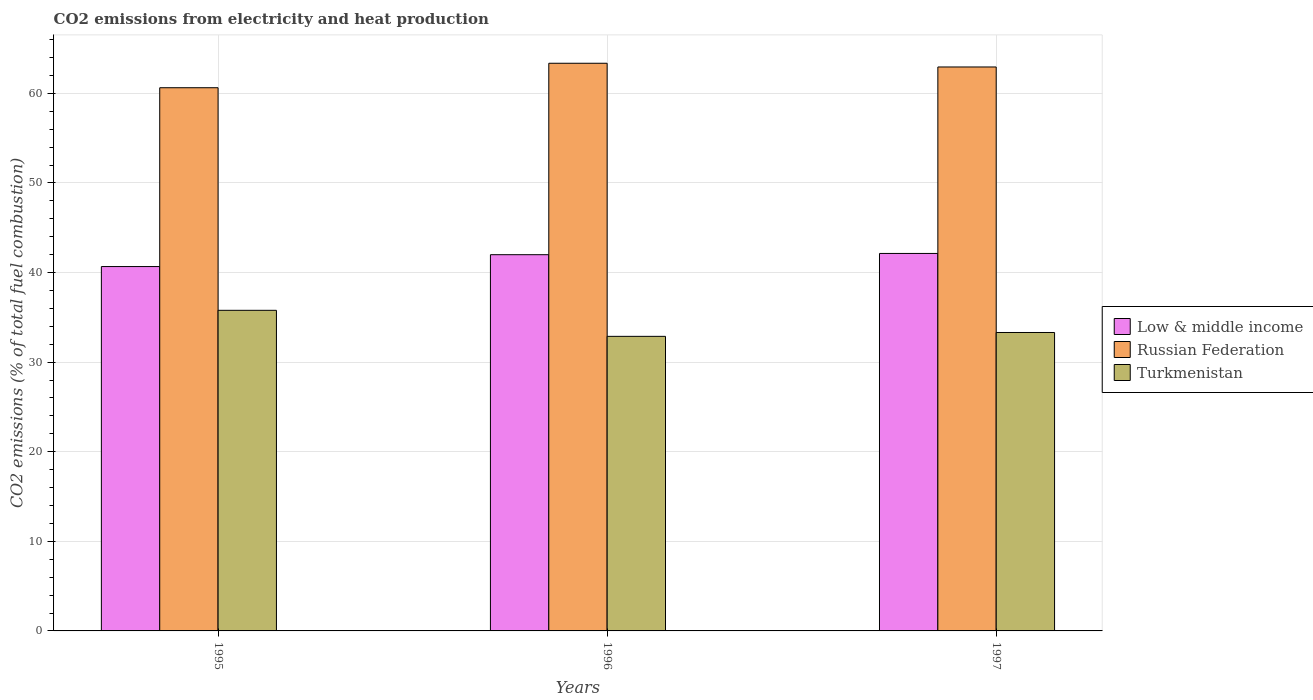 CO2 emissions from electricity and heat production
CO2 emissions (% of total fuel combustion)
60
50
40
30
20
10
0
1995
1996
1997
Years
Low & middle income
Russian Federation
Turkmenistan